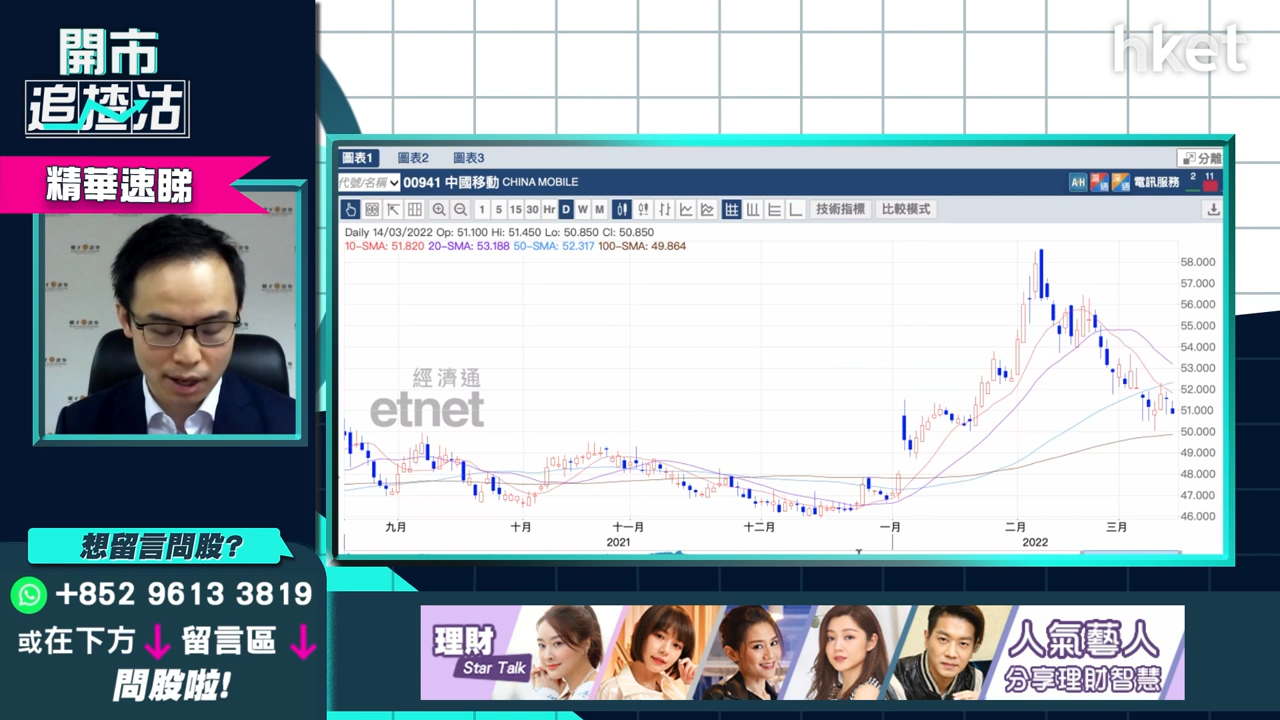 開市
追揸沽
精華速睇
hket
圖表1 圖表2 圖表3
分離
代號/名稱 00941 中國移動 CHINA MOBILE
A·H 滬通 深通 電訊服務 2 11
1 5 15 30 Hr D W M
技術指標 比較模式
Daily 14/03/2022 Op: 51.100 Hi: 51.450 Lo: 50.850 Cl: 50.850
10-SMA: 51.820 20-SMA: 53.188 50-SMA: 52.317 100-SMA: 49.864
58.000
57.000
56.000
55.000
54.000
53.000
52.000
51.000
50.000
49.000
48.000
47.000
46.000
經濟通
etnet
九月 十月 十一月 十二月 一月 二月 三月
2021 2022
想留言問股?
+852 9613 3819
或在下方 留言區
問股啦!
理財
Star Talk
人氣藝人
分享理財智慧